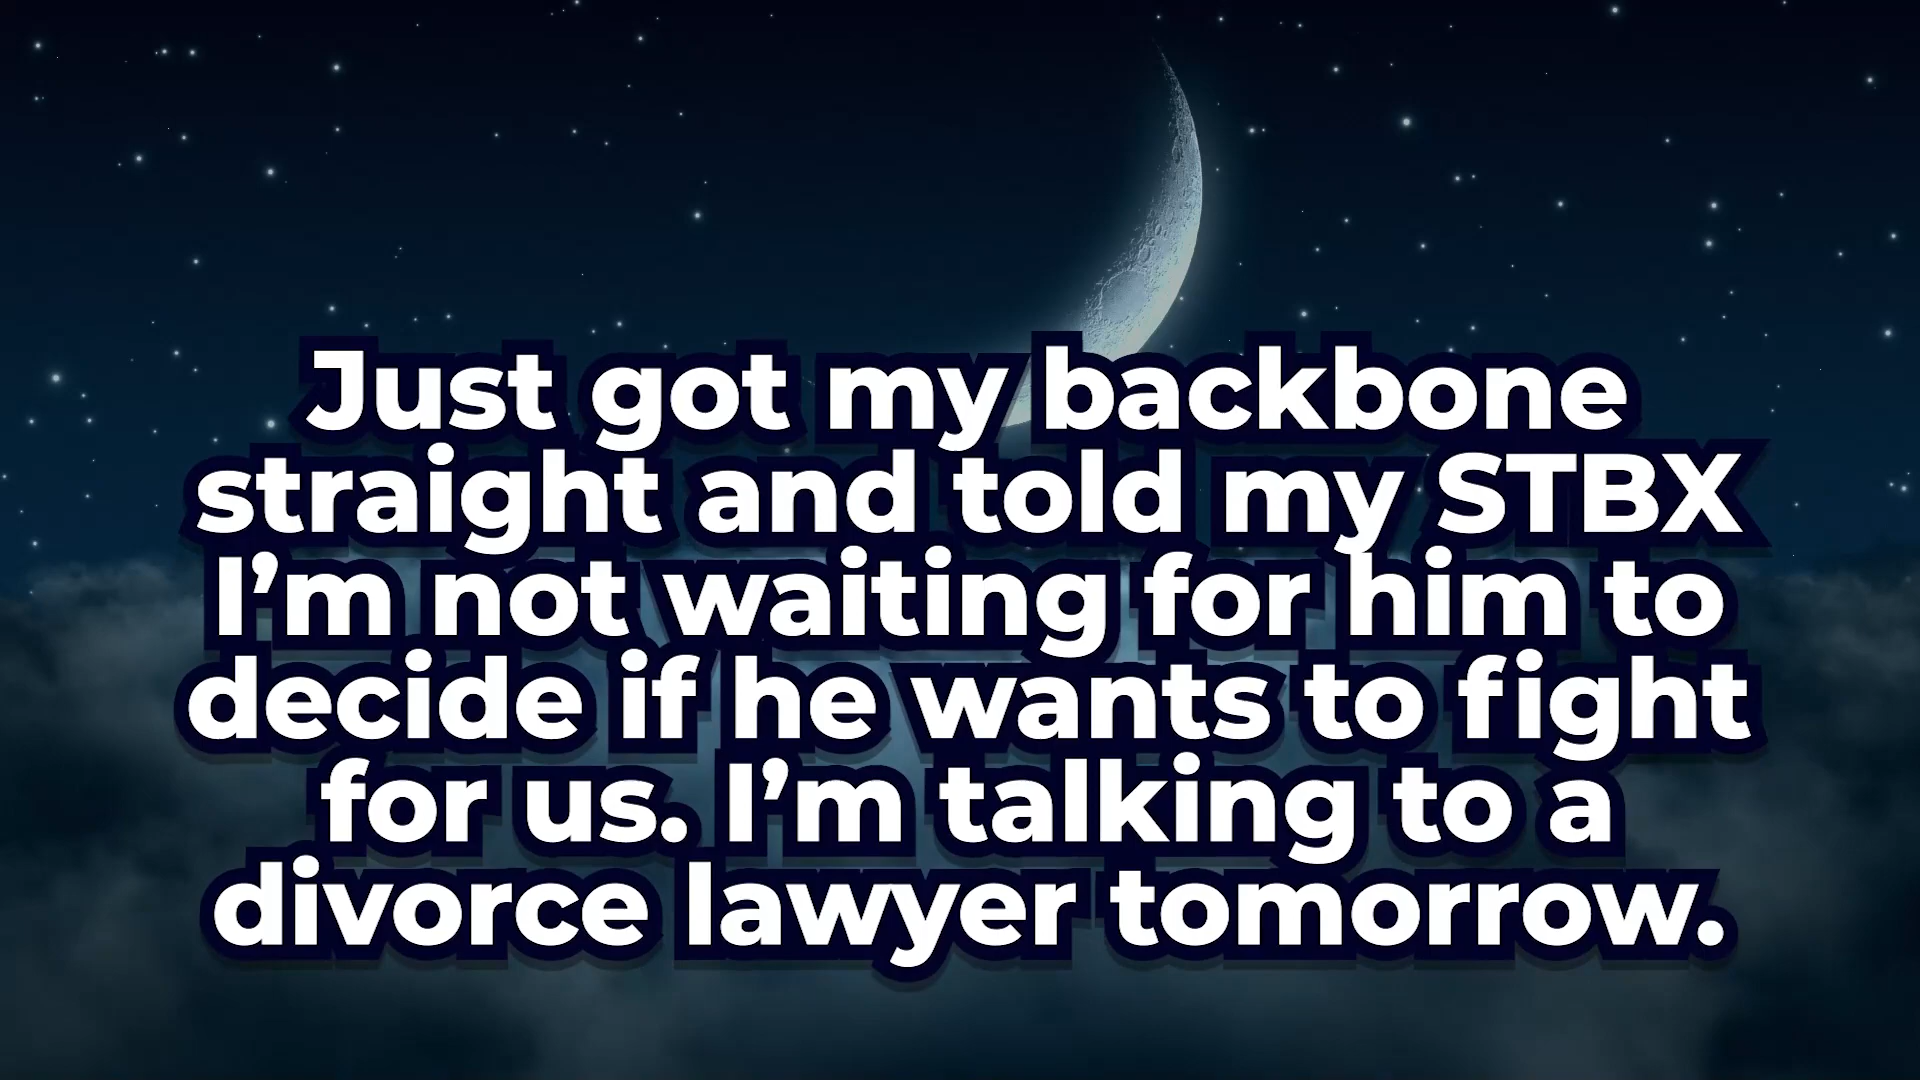 Just got my backbone
straight and told my STBX
I’m not waiting for him to
decide if he wants to fight
for us. I’m talking to a
divorce lawyer tomorrow.